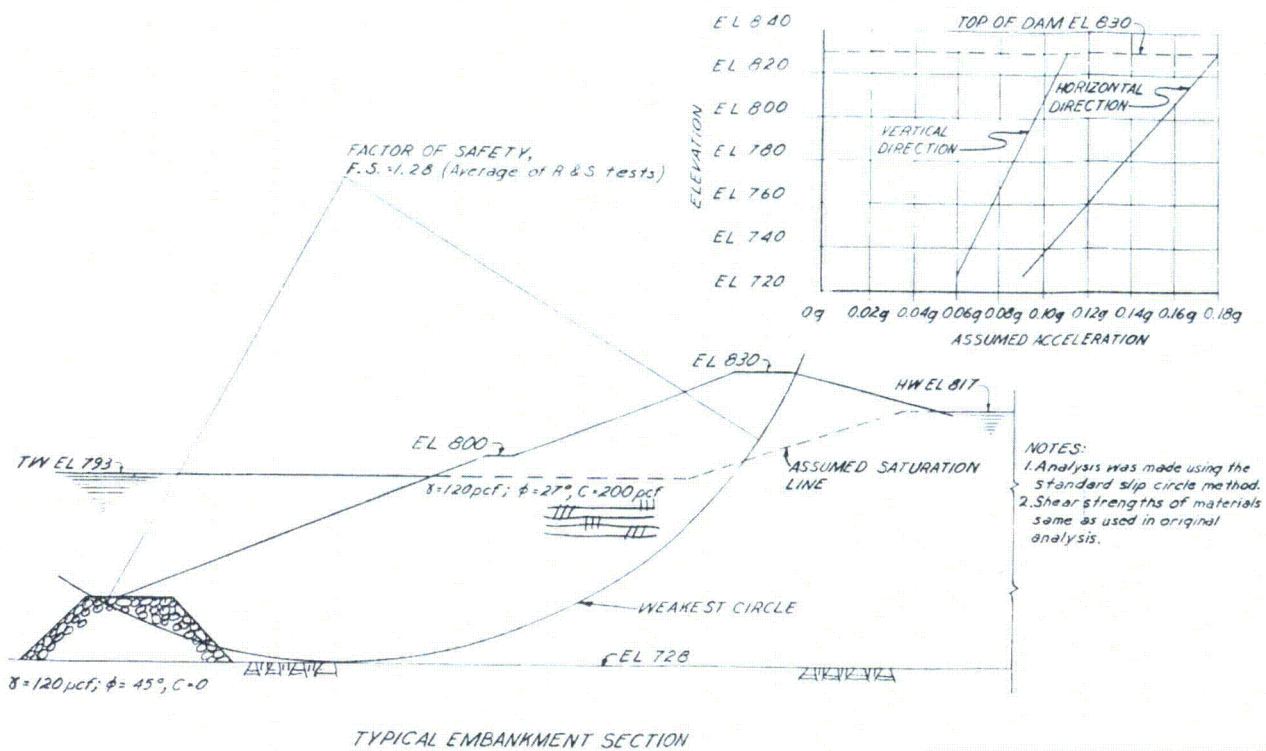 EL 840
TOP OF DAM EL 830
EL 820
HORIZONTAL
DIRECTION
EL 800
VERTICAL
DIRECTION
ELEVATION
EL 780
EL 760
EL 740
EL 720
0g 0.02g 0.04g 0.06g 0.08g 0.10g 0.12g 0.14g 0.16g 0.18g
ASSUMED ACCELERATION
FACTOR OF SAFETY,
F.S.=1.28 (Average of R & S tests)
EL 830
HW EL 817
EL 800
TW EL 793
ASSUMED SATURATION
LINE
γ=120 pcf; φ=27°, C=200 pcf
NOTES:
1. Analysis was made using the
standard slip circle method.
2. Shear strengths of materials
same as used in original
analysis.
WEAKEST CIRCLE
EL 728
γ=120 pcf; φ=45°, C=0
TYPICAL EMBANKMENT SECTION